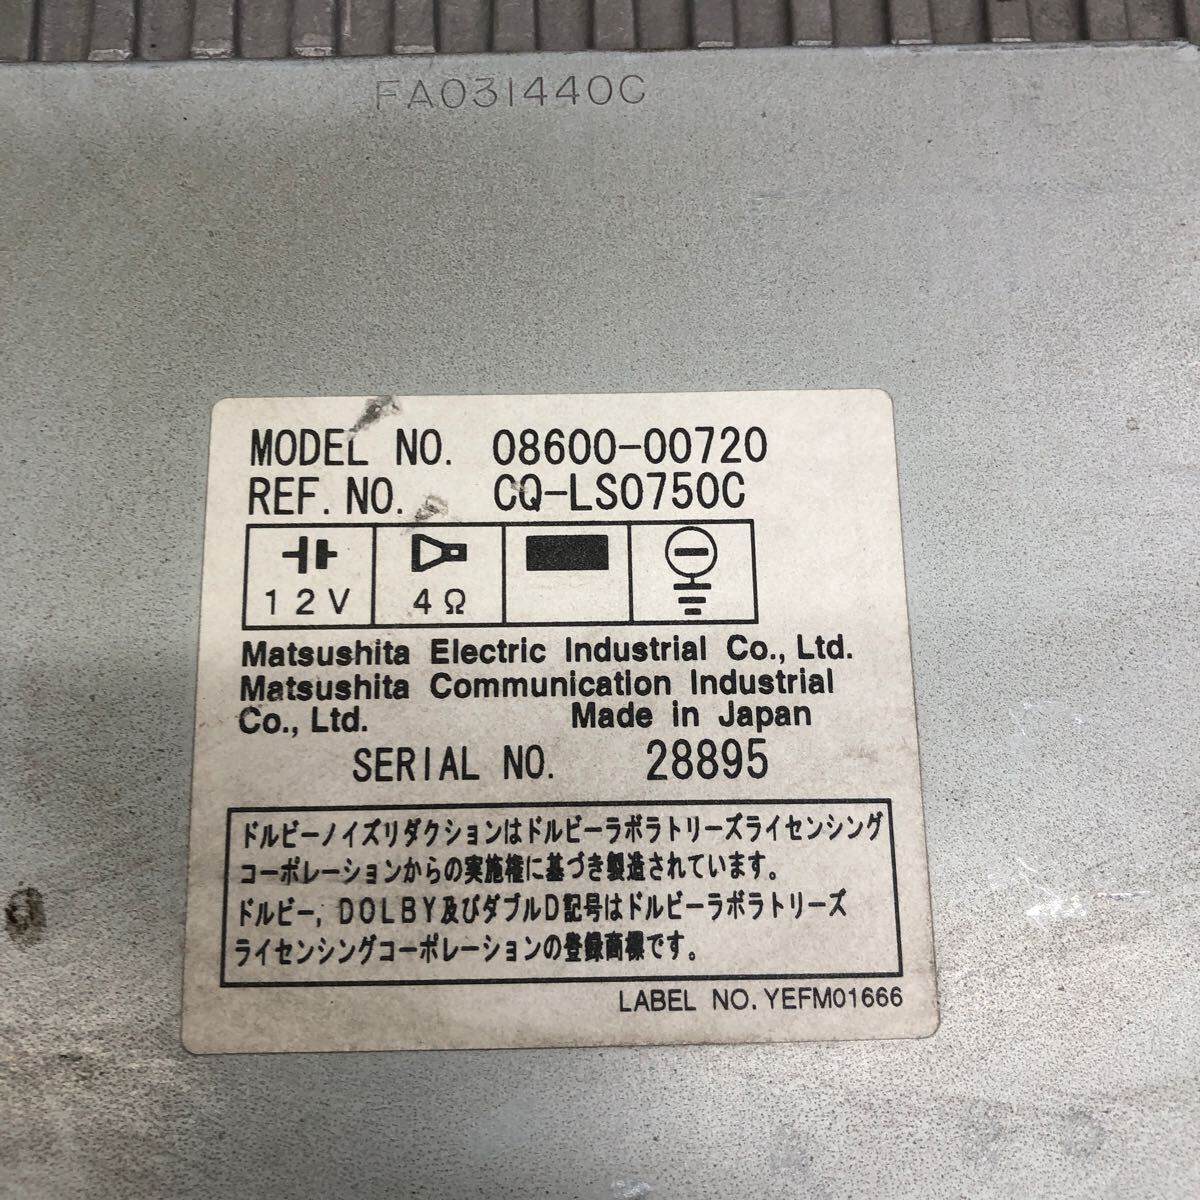 FA031440C
MODEL NO. 08600-00720
REF.NO. CQ-LS0750C
12V 4Ω
Matsushita Electric Industrial Co., Ltd.
Matsushita Communication Industrial
Co., Ltd. Made in Japan
SERIAL NO. 28895
ドルビーノイズリダクションはドルビーラボラトリーズライセンシング
コーポレーションからの実施権に基づき製造されています。
ドルビー, DOLBY及びダブルD記号はドルビーラボラトリーズ
ライセンシングコーポレーションの登録商標です。
LABEL NO. YEFM01666